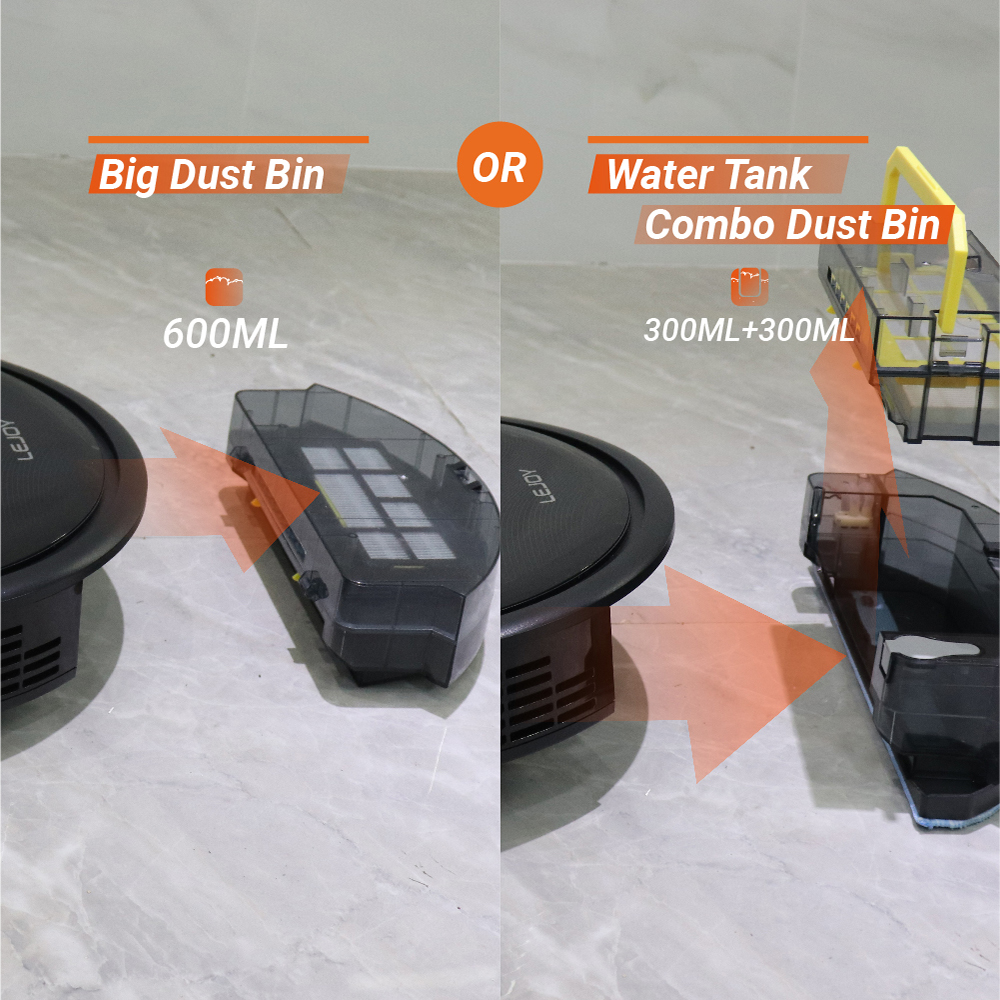 Big Dust Bin
600ML
LEJOY
OR
Water Tank
Combo Dust Bin
300ML+300ML
LEJOY